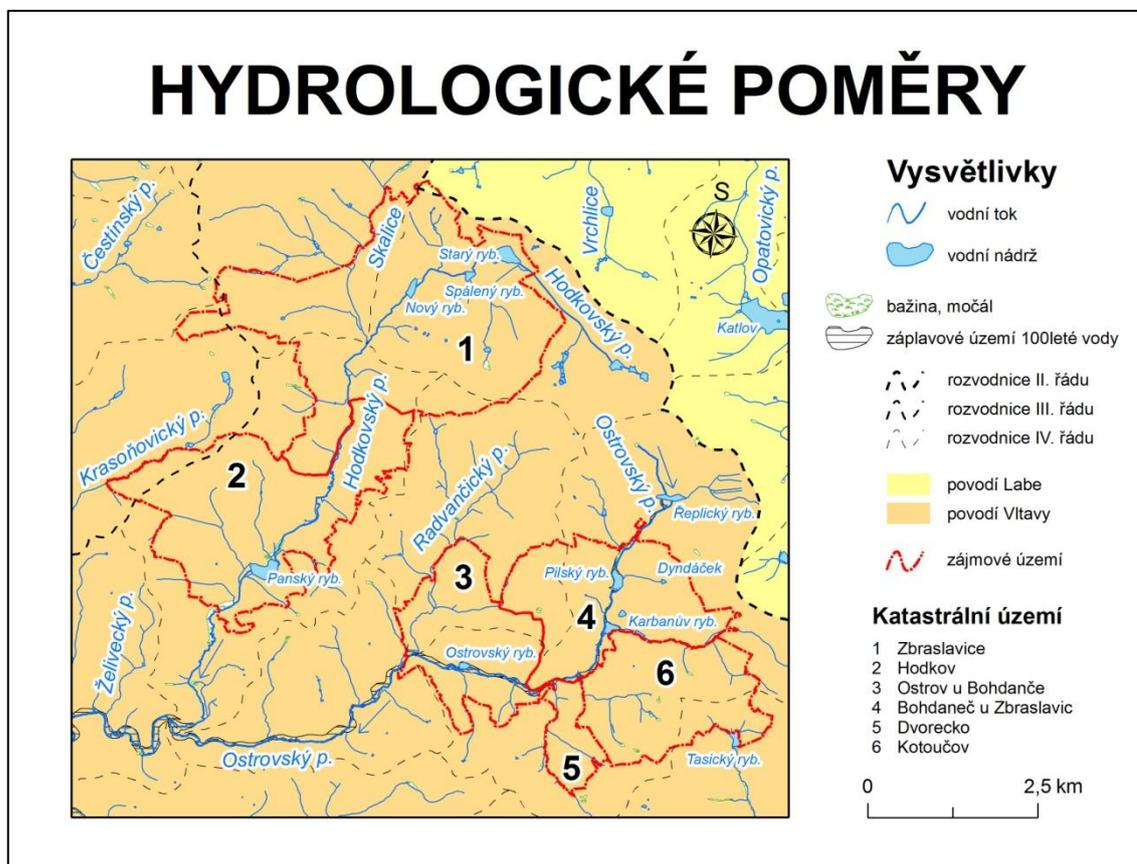 HYDROLOGICKÉ POMĚRY
Čestínský p.
Skalice
Starý ryb.
Spálený ryb.
Nový ryb.
Hodkovský p.
Vrchlice
S
Opatovický p.
Katlov
1
Krasoňovický p.
2
Hodkovský p.
Radvančický p.
Ostrovský p.
Řeplický ryb.
Panský ryb.
3
Pilský ryb.
Dyndáček
4
Karbanův ryb.
Želivecký p.
Ostrovský ryb.
6
Ostrovský p.
5
Tasický ryb.
Vysvětlivky
vodní tok
vodní nádrž
bažina, močál
záplavové území 100leté vody
rozvodnice II. řádu
rozvodnice III. řádu
rozvodnice IV. řádu
povodí Labe
povodí Vltavy
zájmové území
Katastrální území
1 Zbraslavice
2 Hodkov
3 Ostrov u Bohdanče
4 Bohdaneč u Zbraslavic
5 Dvorecko
6 Kotoučov
0 2,5 km